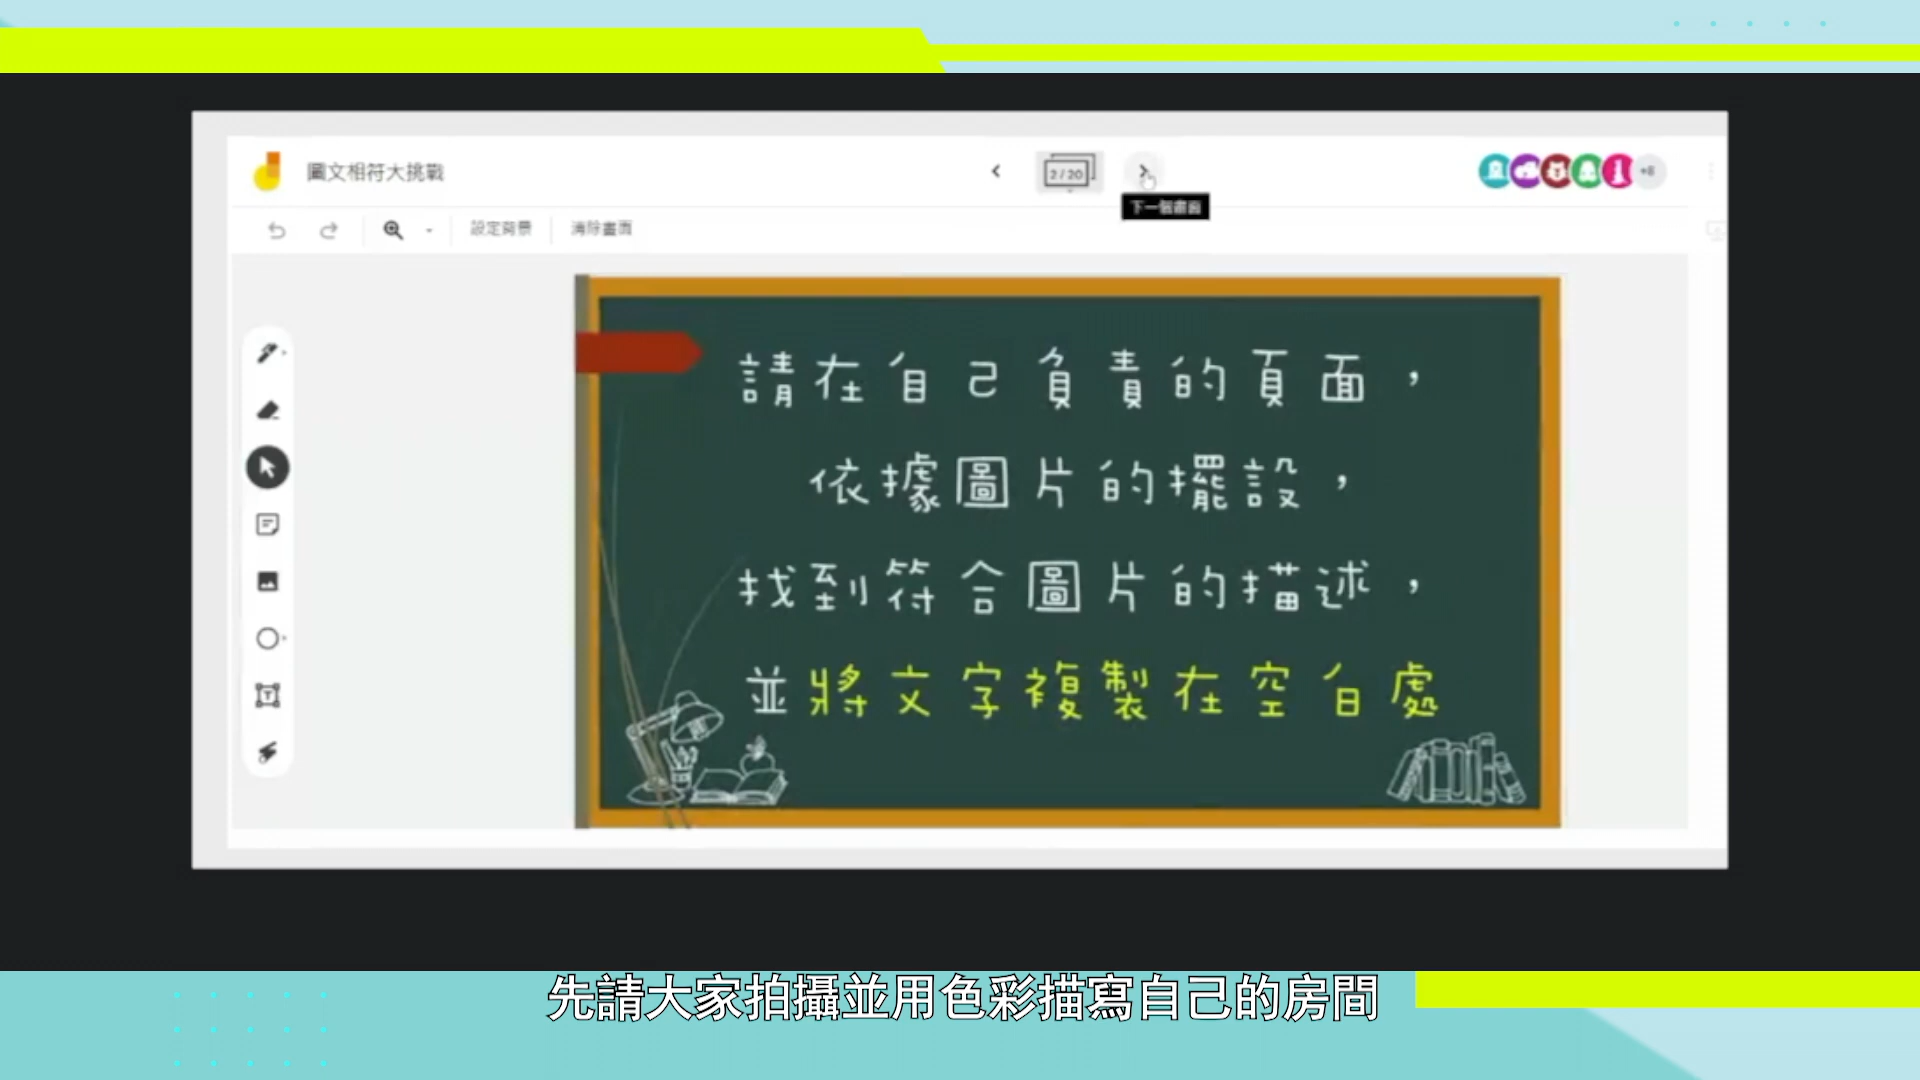 圖文相符大挑戰
2 / 20
+8
下一個畫面
設定背景
清除畫面
請在自己負責的頁面，
依據圖片的擺設，
找到符合圖片的描述，
並將文字複製在空白處
先請大家拍攝並用色彩描寫自己的房間